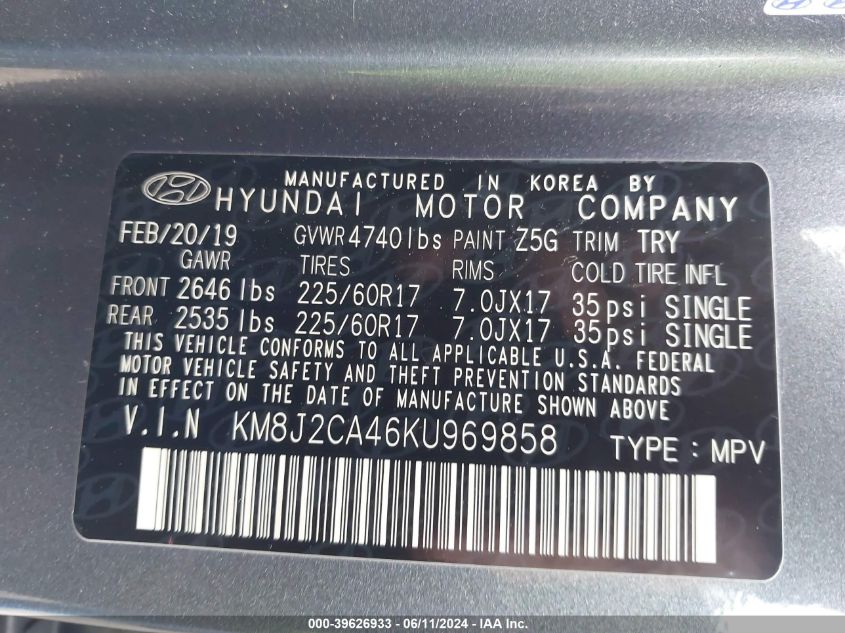 MANUFACTURED IN KOREA BY
HYUNDAI MOTOR COMPANY
FEB/20/19 GVWR 4740lbs PAINT Z5G TRIM TRY
GAWR TIRES RIMS COLD TIRE INFL
FRONT 2646 lbs 225/60R17 7.0JX17 35psi SINGLE
REAR 2535 lbs 225/60R17 7.0JX17 35psi SINGLE
THIS VEHICLE CONFORMS TO ALL APPLICABLE U.S.A. FEDERAL
MOTOR VEHICLE SAFETY AND THEFT PREVENTION STANDARDS
IN EFFECT ON THE DATE OF MANUFACTURE SHOWN ABOVE
V.I.N KM8J2CA46KU969858 TYPE : MPV
000-39626933 - 06/11/2024 - IAA Inc.